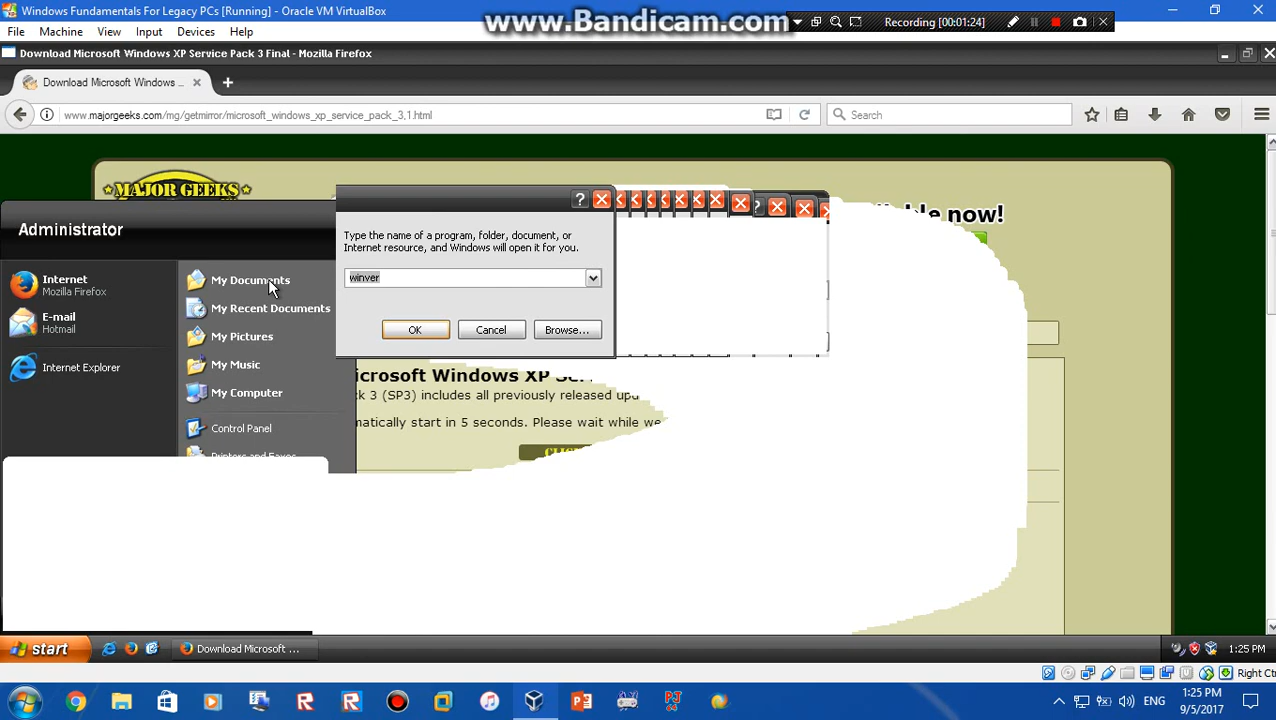 Windows Fundamentals For Legacy PCs [Running] - Oracle VM VirtualBox
www.Bandicam.com
Recording [00:01:24]
File Machine View Input Devices Help
Download Microsoft Windows XP Service Pack 3 Final - Mozilla Firefox
Download Microsoft Windows ...
www.majorgeeks.com/mg/getmirror/microsoft_windows_xp_service_pack_3,1.html
Search
MAJOR GEEKS
able now!
Administrator
Type the name of a program, folder, document, or
Internet resource, and Windows will open it for you.
winver
OK Cancel Browse...
Internet
Mozilla Firefox
E-mail
Hotmail
Internet Explorer
My Documents
My Recent Documents
My Pictures
My Music
My Computer
Control Panel
Printers and Faxes
icrosoft Windows XP Ser
k 3 (SP3) includes all previously released upd
matically start in 5 seconds. Please wait while we
start
Download Microsoft ...
1:25 PM
Right Ctrl
ENG
1:25 PM
9/5/2017